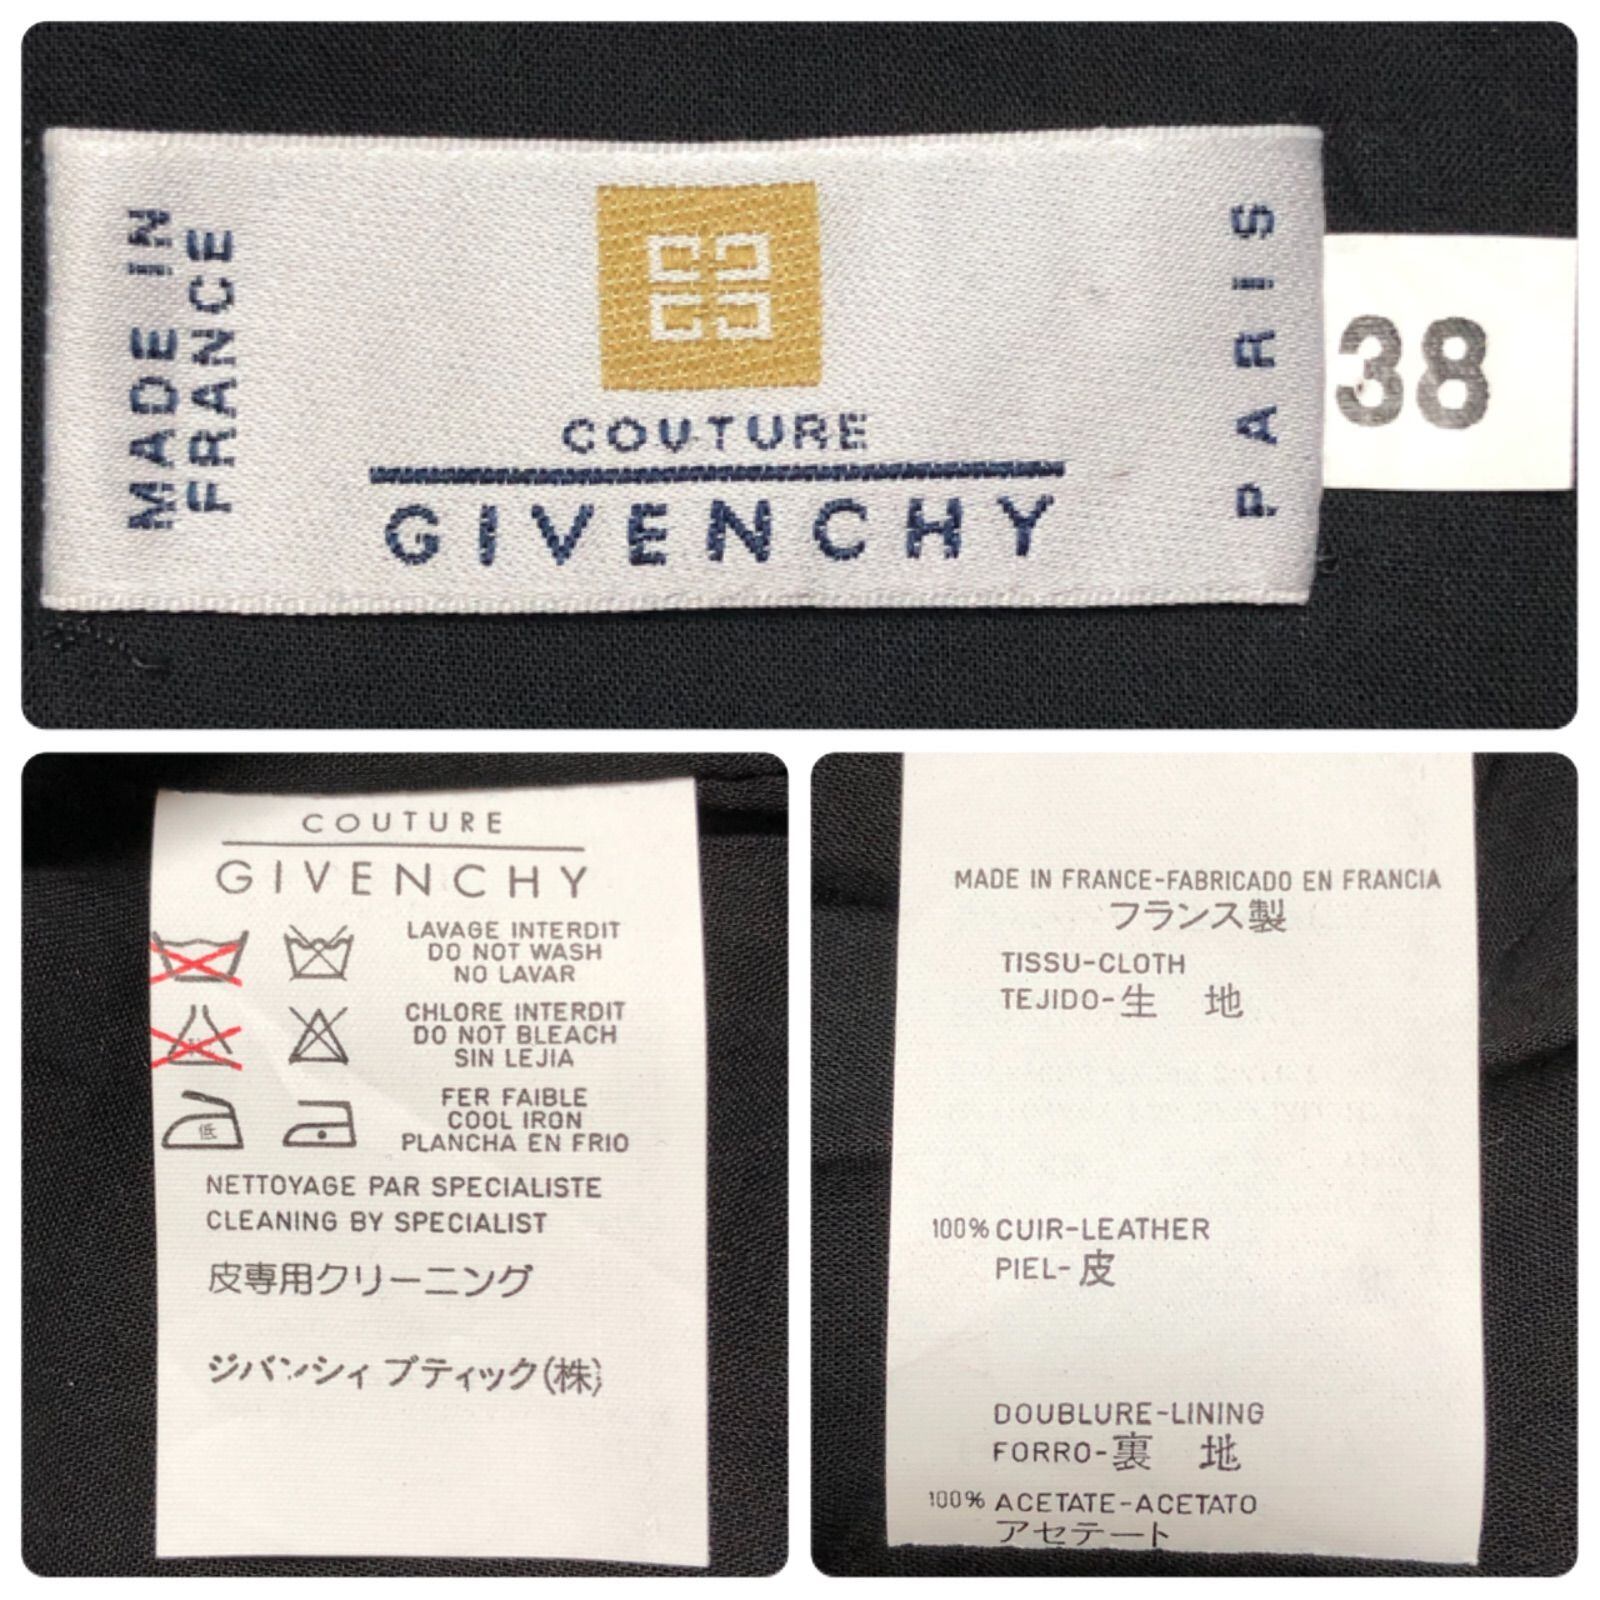 MADE IN
FRANCE
COUTURE
GIVENCHY
PARIS
38
COUTURE
GIVENCHY
LAVAGE INTERDIT
DO NOT WASH
NO LAVAR
CHLORE INTERDIT
DO NOT BLEACH
SIN LEJIA
低
FER FAIBLE
COOL IRON
PLANCHA EN FRIO
NETTOYAGE PAR SPECIALISTE
CLEANING BY SPECIALIST
皮専用クリーニング
ジバンシィ ブティック(株)
MADE IN FRANCE-FABRICADO EN FRANCIA
フランス製
TISSU-CLOTH
TEJIDO-生 地
100% CUIR-LEATHER
PIEL-皮
DOUBLURE-LINING
FORRO-裏 地
100% ACETATE-ACETATO
アセテート